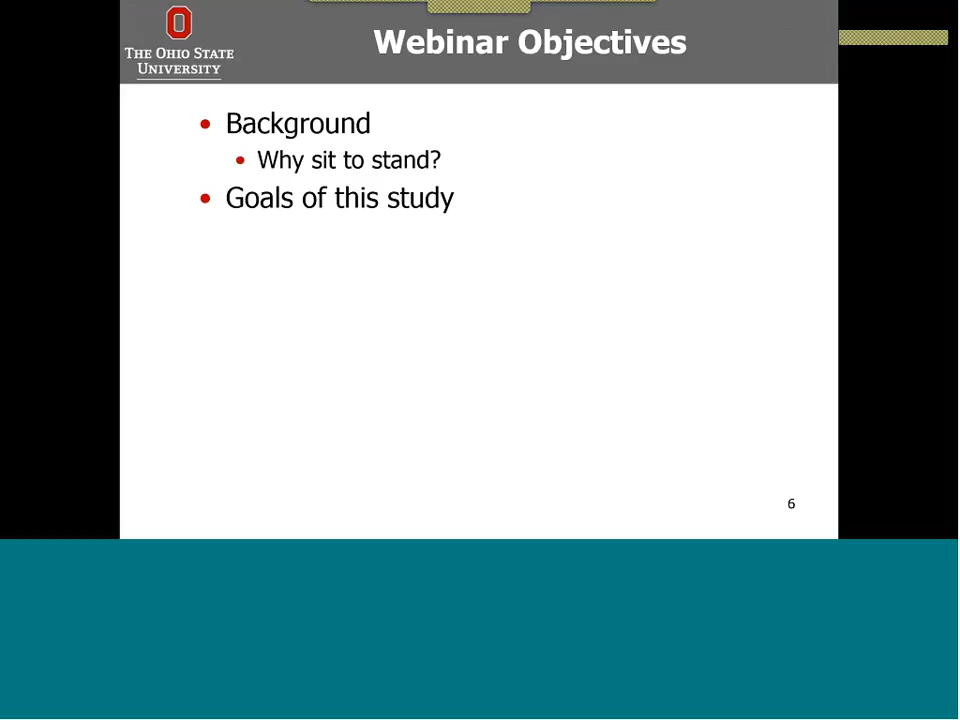 THE OHIO STATE
UNIVERSITY
Webinar Objectives
• Background
• Why sit to stand?
• Goals of this study
6